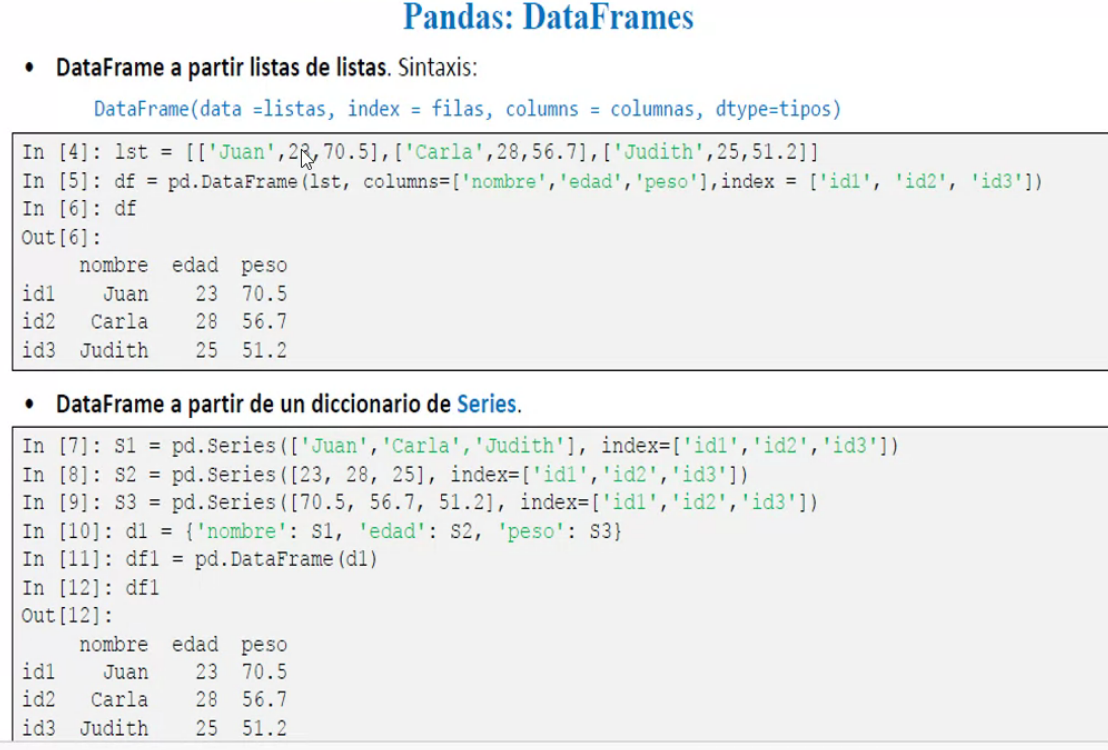 Pandas: DataFrames
• DataFrame a partir listas de listas. Sintaxis:
DataFrame(data =listas, index = filas, columns = columnas, dtype=tipos)
In [4]: lst = [['Juan',23,70.5],['Carla',28,56.7],['Judith',25,51.2]]
In [5]: df = pd.DataFrame(lst, columns=['nombre','edad','peso'],index = ['id1', 'id2', 'id3'])
In [6]: df
Out[6]:
nombre edad peso
id1 Juan 23 70.5
id2 Carla 28 56.7
id3 Judith 25 51.2
• DataFrame a partir de un diccionario de Series.
In [7]: S1 = pd.Series(['Juan','Carla','Judith'], index=['id1','id2','id3'])
In [8]: S2 = pd.Series([23, 28, 25], index=['id1','id2','id3'])
In [9]: S3 = pd.Series([70.5, 56.7, 51.2], index=['id1','id2','id3'])
In [10]: d1 = {'nombre': S1, 'edad': S2, 'peso': S3}
In [11]: df1 = pd.DataFrame(d1)
In [12]: df1
Out[12]:
nombre edad peso
id1 Juan 23 70.5
id2 Carla 28 56.7
id3 Judith 25 51.2